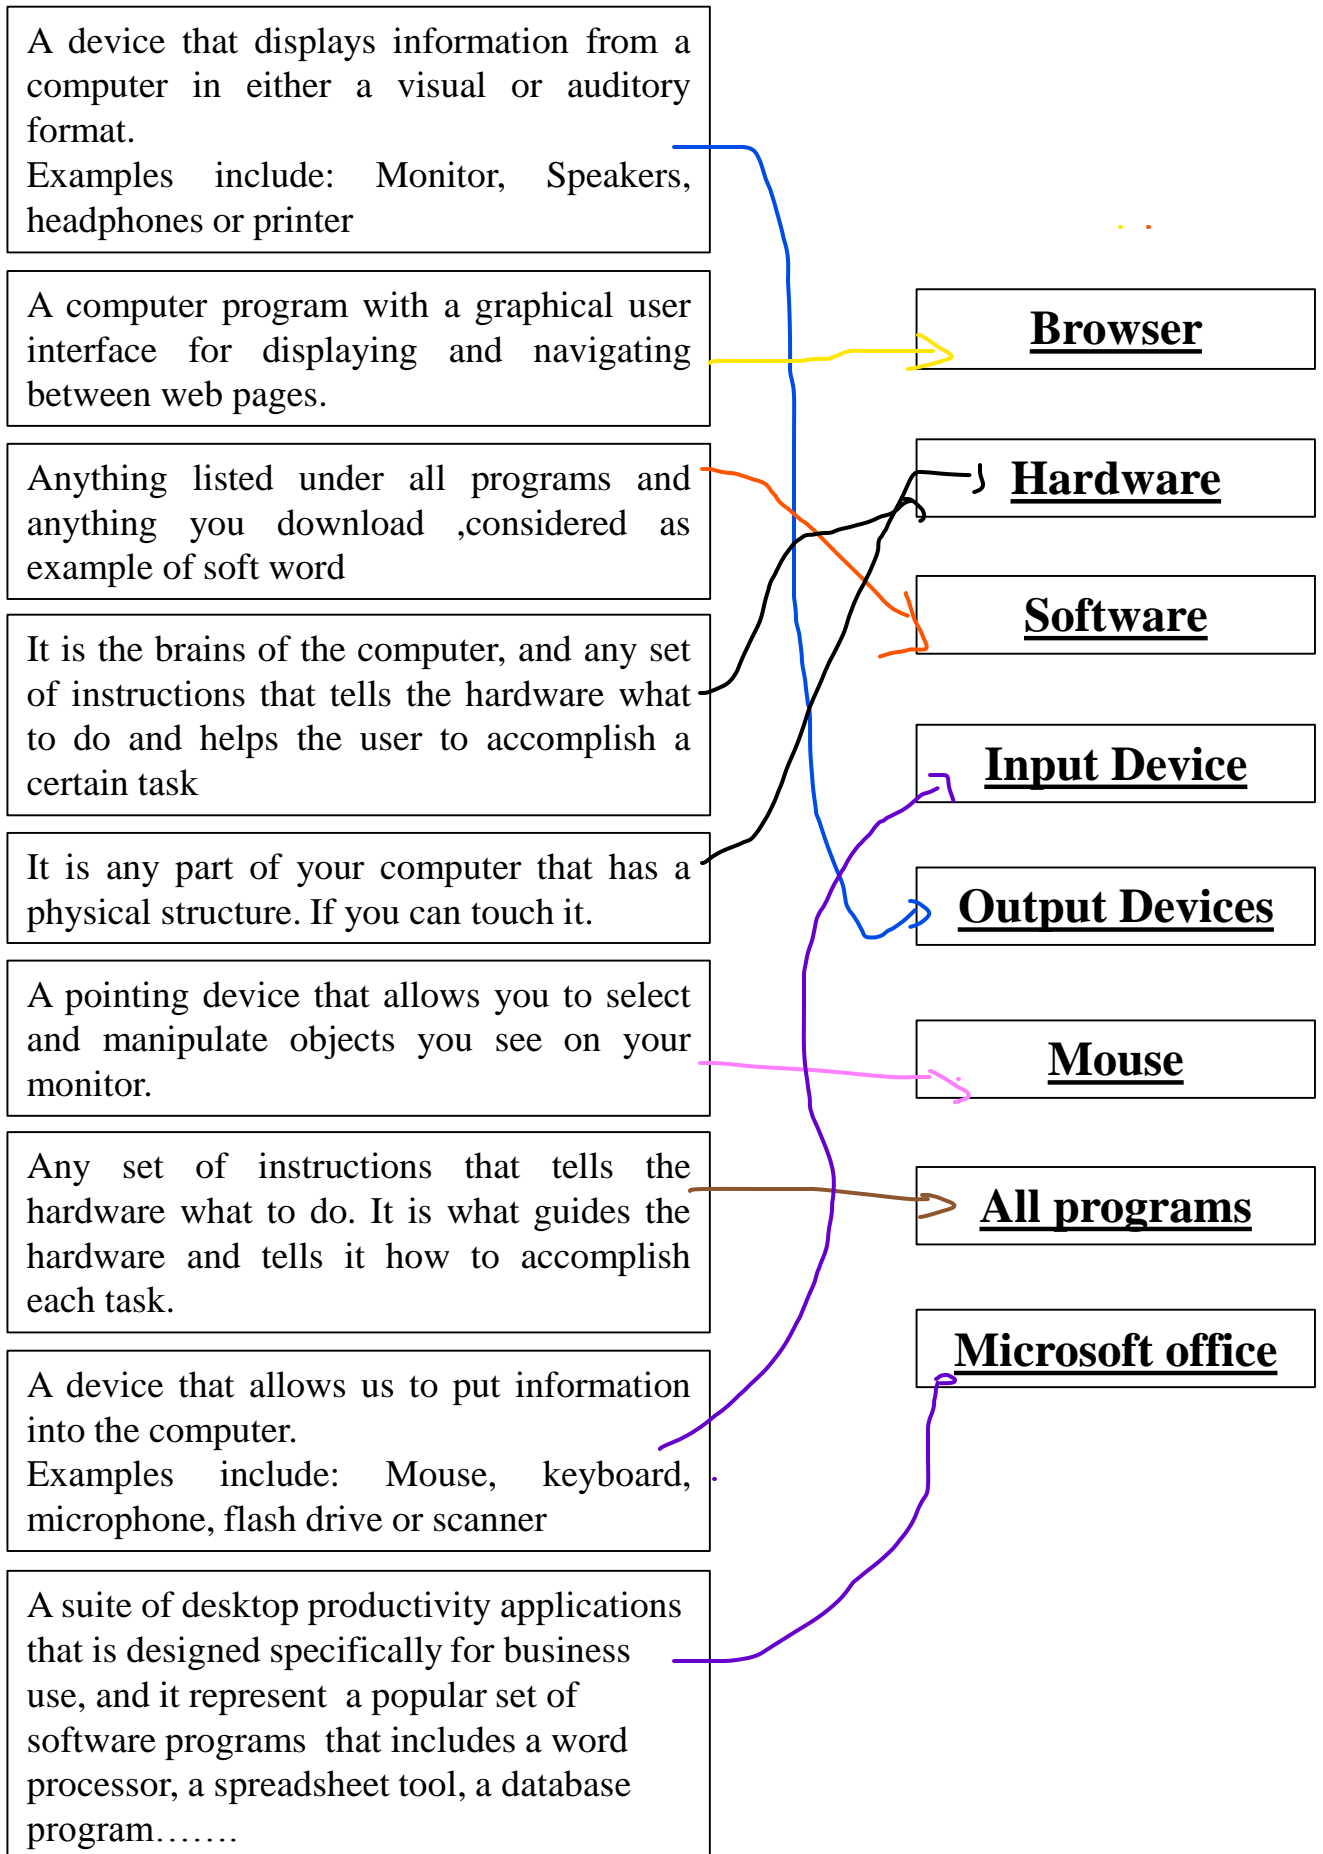 A device that displays information from a
computer in either a visual or auditory
format.
Examples include: Monitor, Speakers,
headphones or printer
A computer program with a graphical user
interface for displaying and navigating
between web pages.
Anything listed under all programs and
anything you download ,considered as
example of soft word
It is the brains of the computer, and any set
of instructions that tells the hardware what
to do and helps the user to accomplish a
certain task
It is any part of your computer that has a
physical structure. If you can touch it.
A pointing device that allows you to select
and manipulate objects you see on your
monitor.
Any set of instructions that tells the
hardware what to do. It is what guides the
hardware and tells it how to accomplish
each task.
A device that allows us to put information
into the computer.
Examples include: Mouse, keyboard,
microphone, flash drive or scanner
A suite of desktop productivity applications
that is designed specifically for business
use, and it represent a popular set of
software programs that includes a word
processor, a spreadsheet tool, a database
program…….
Browser
Hardware
Software
Input Device
Output Devices
Mouse
All programs
Microsoft office